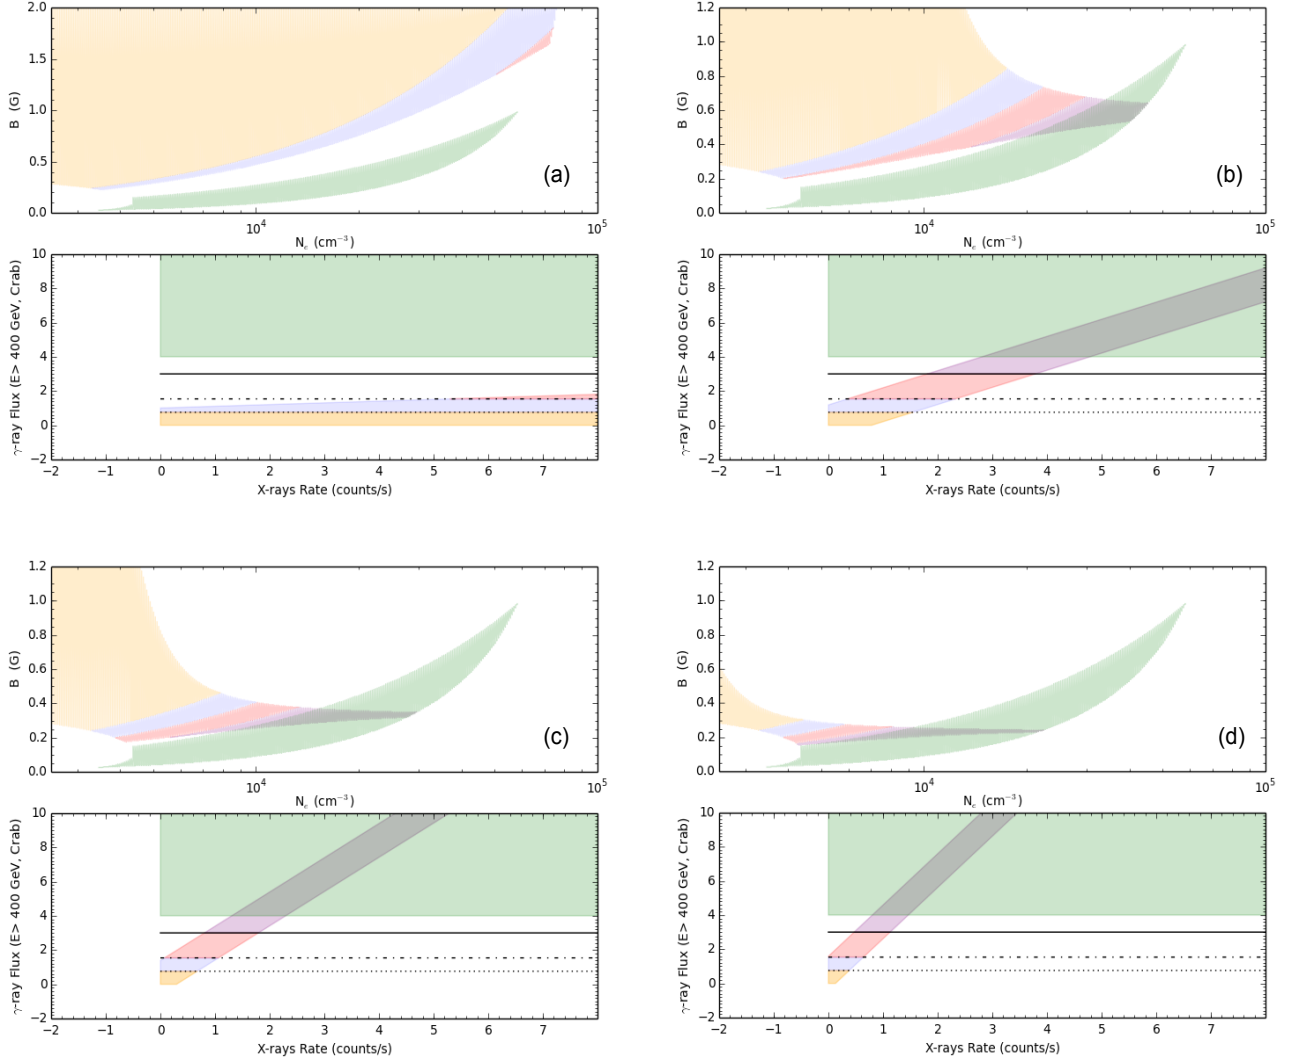 2.0
1.5
1.0
0.5
0.0
B (G)
(a)
10⁴
10⁵
Nₑ (cm⁻³)
1.2
1.0
0.8
0.6
0.4
0.2
0.0
B (G)
(b)
10⁴
10⁵
Nₑ (cm⁻³)
10
8
6
4
2
0
−2
γ-ray Flux (E> 400 GeV, Crab)
−2 −1 0 1 2 3 4 5 6 7
X-rays Rate (counts/s)
10
8
6
4
2
0
−2
γ-ray Flux (E> 400 GeV, Crab)
−2 −1 0 1 2 3 4 5 6 7
X-rays Rate (counts/s)
1.2
1.0
0.8
0.6
0.4
0.2
0.0
B (G)
(c)
10⁴
10⁵
Nₑ (cm⁻³)
1.2
1.0
0.8
0.6
0.4
0.2
0.0
B (G)
(d)
10⁴
10⁵
Nₑ (cm⁻³)
10
8
6
4
2
0
−2
γ-ray Flux (E> 400 GeV, Crab)
−2 −1 0 1 2 3 4 5 6 7
X-rays Rate (counts/s)
10
8
6
4
2
0
−2
γ-ray Flux (E> 400 GeV, Crab)
−2 −1 0 1 2 3 4 5 6 7
X-rays Rate (counts/s)